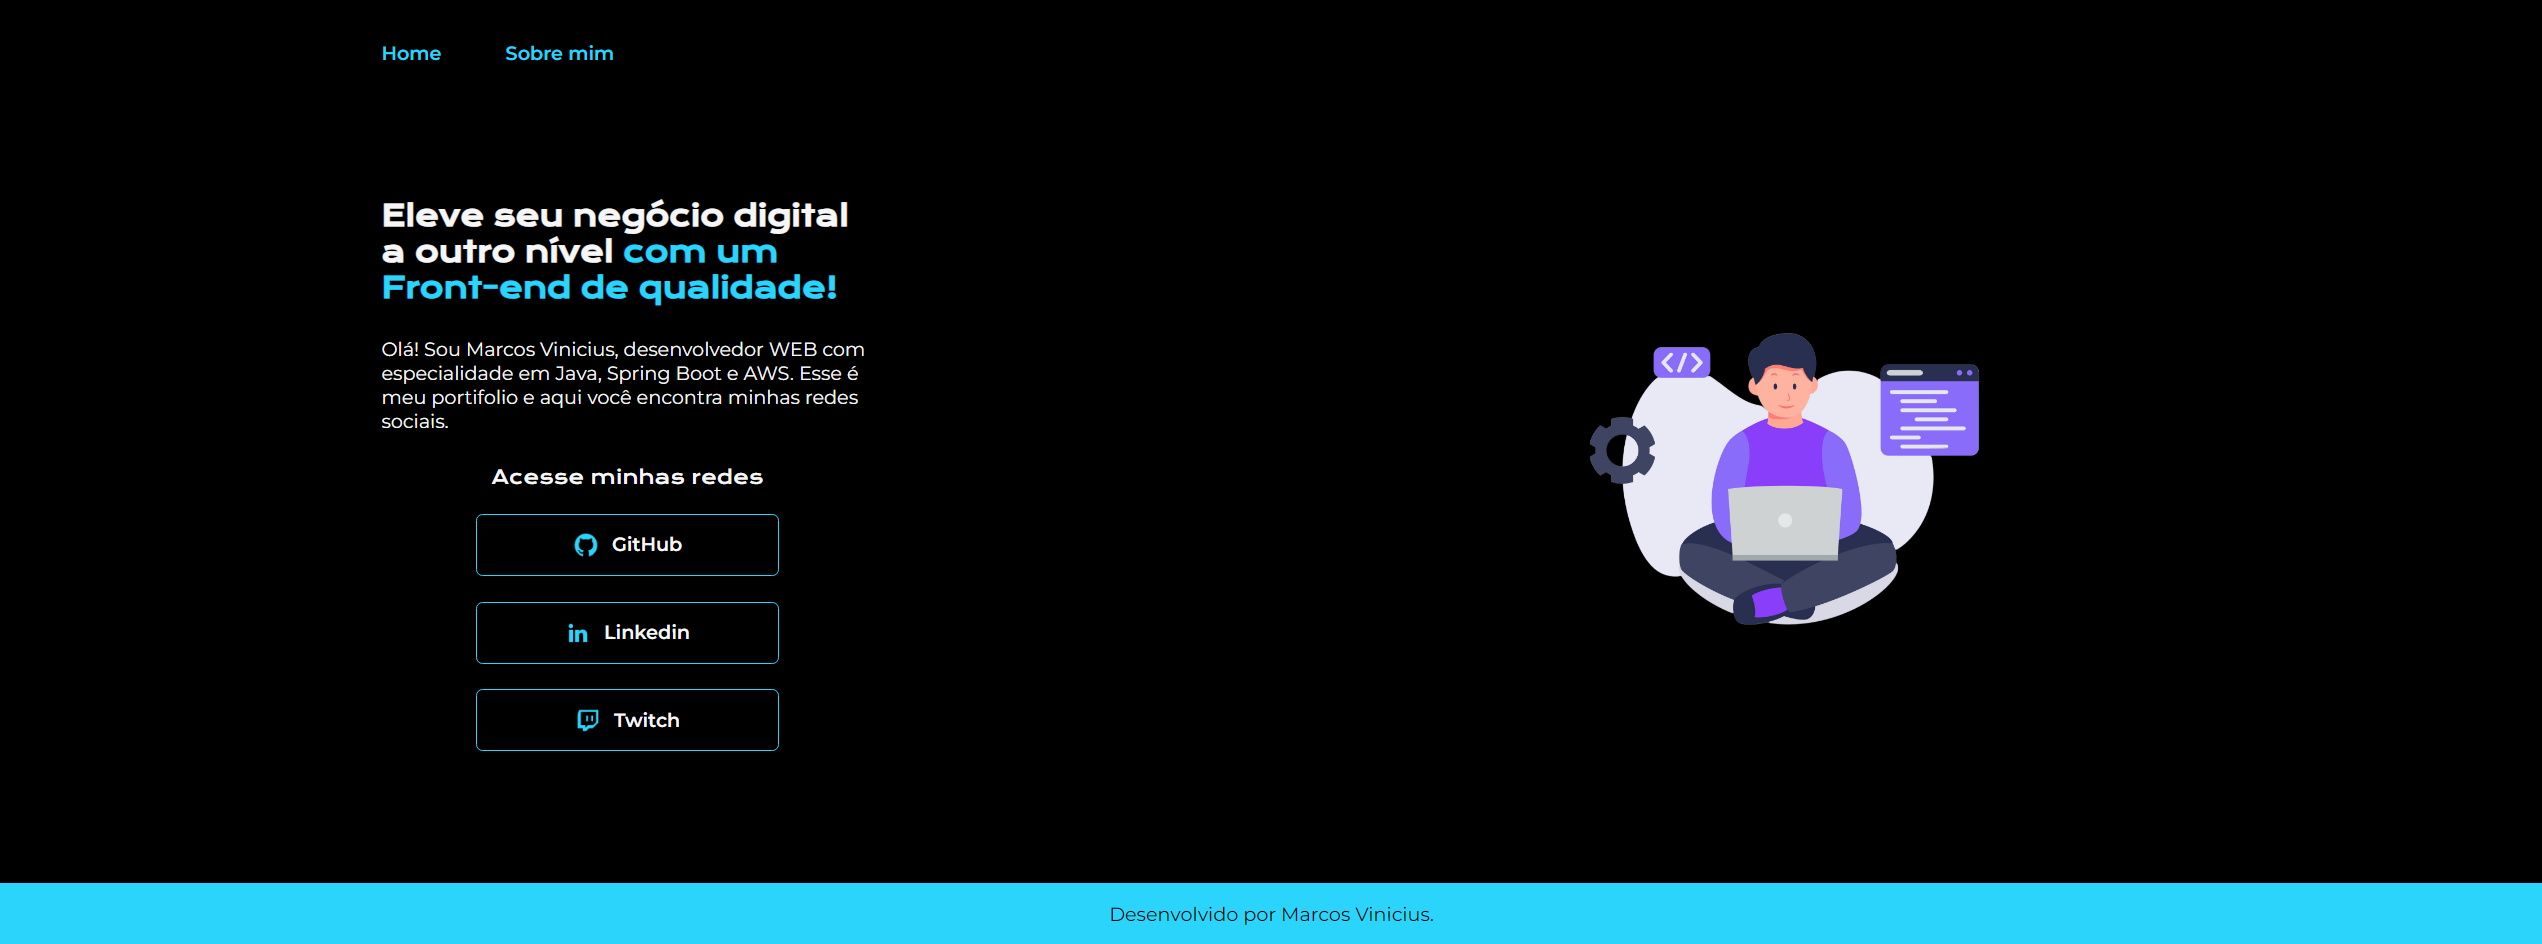 Home Sobre mim
Eleve seu negócio digital
a outro nível com um
Front-end de qualidade!
Olá! Sou Marcos Vinicius, desenvolvedor WEB com
especialidade em Java, Spring Boot e AWS. Esse é
meu portifolio e aqui você encontra minhas redes
sociais.
Acesse minhas redes
GitHub
Linkedin
Twitch
</>
Desenvolvido por Marcos Vinicius.